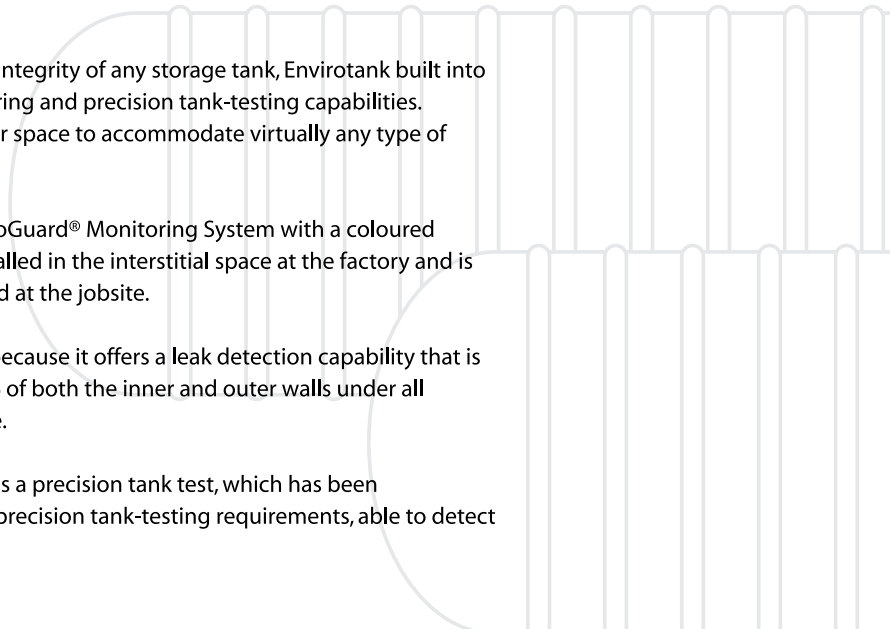 ntegrity of any storage tank, Envirotank built into
ring and precision tank-testing capabilities.
r space to accommodate virtually any type of
oGuard® Monitoring System with a coloured
alled in the interstitial space at the factory and is
d at the jobsite.
ecause it offers a leak detection capability that is
of both the inner and outer walls under all
e.
s a precision tank test, which has been
precision tank-testing requirements, able to detect